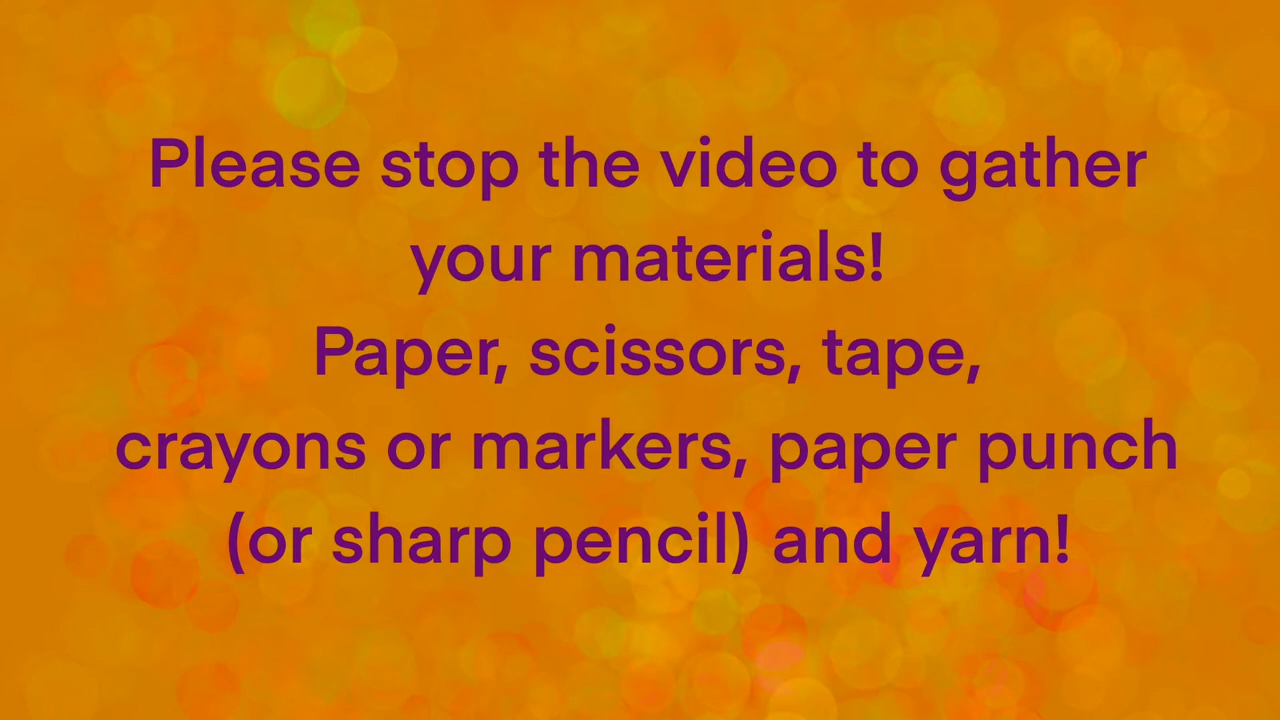 Please stop the video to gather
your materials!
Paper, scissors, tape,
crayons or markers, paper punch
(or sharp pencil) and yarn!